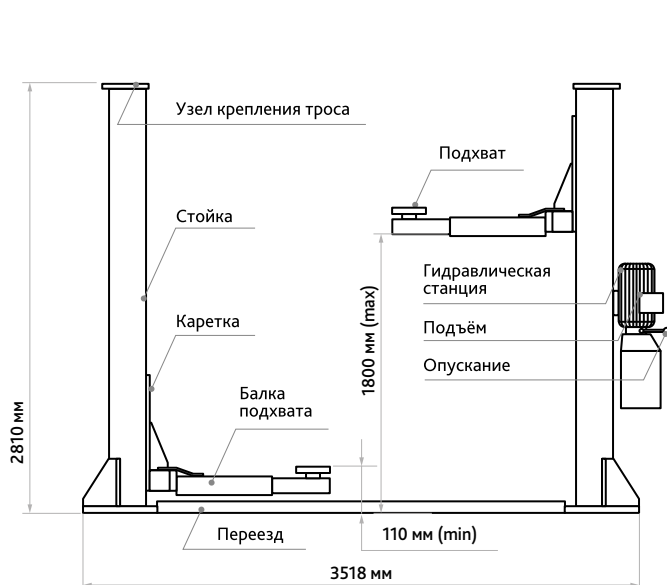 Узел крепления троса
Подхват
Стойка
Гидравлическая
станция
Каретка
Подъём
Опускание
Балка
подхвата
1800 мм (max)
2810 мм
Переезд
110 мм (min)
3518 мм